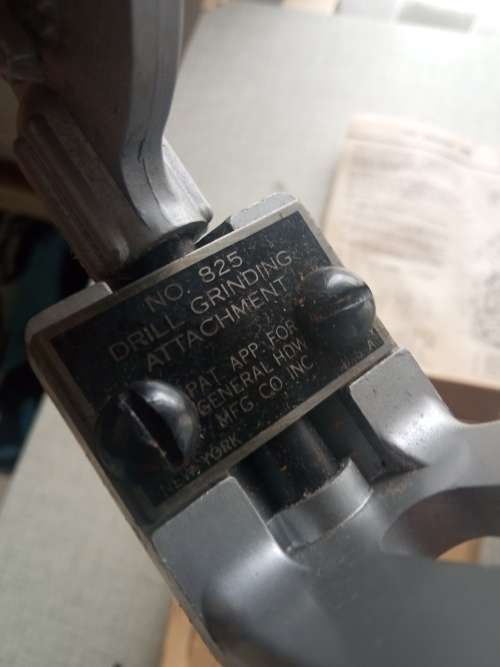 NO. 825
DRILL GRINDING
ATTACHMENT
PAT. APP. FOR
GENERAL HDW.
MFG. CO. INC.
NEW YORK